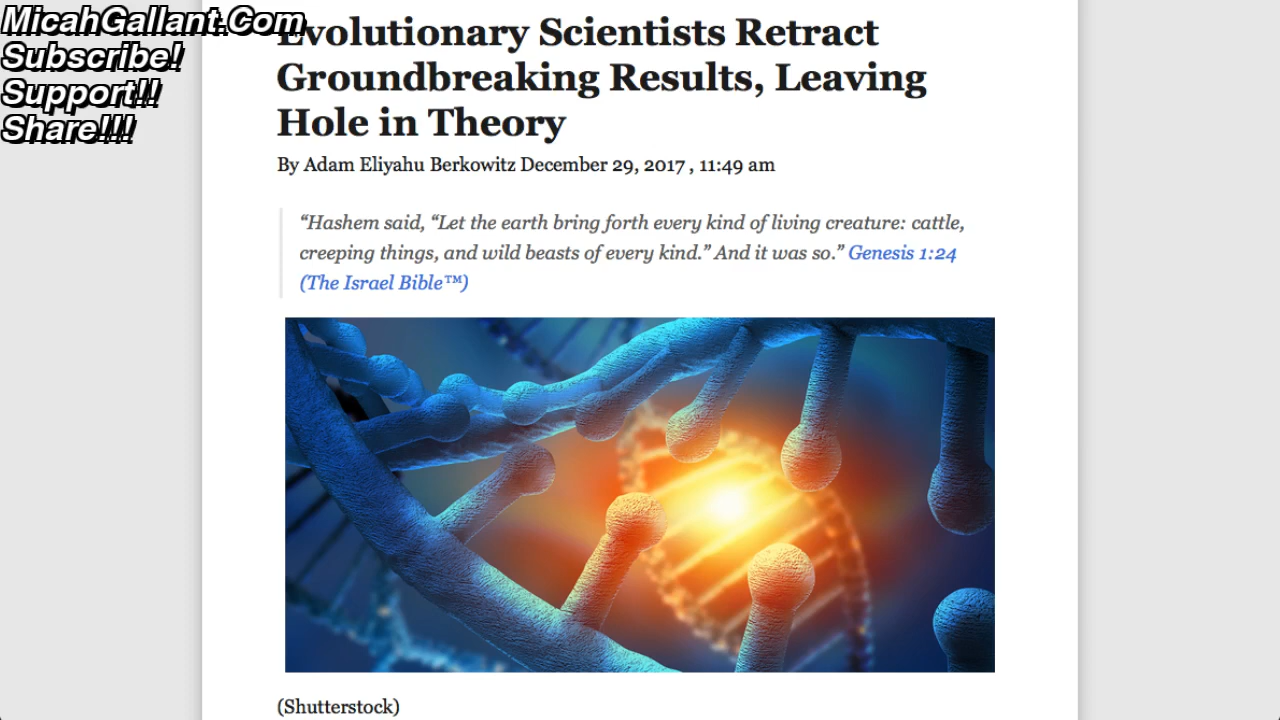 MicahGallant.Com
Subscribe!
Support!!
Share!!!
Evolutionary Scientists Retract
Groundbreaking Results, Leaving
Hole in Theory
By Adam Eliyahu Berkowitz December 29, 2017 , 11:49 am
“Hashem said, “Let the earth bring forth every kind of living creature: cattle,
creeping things, and wild beasts of every kind.” And it was so.” Genesis 1:24
(The Israel Bible™)
(Shutterstock)